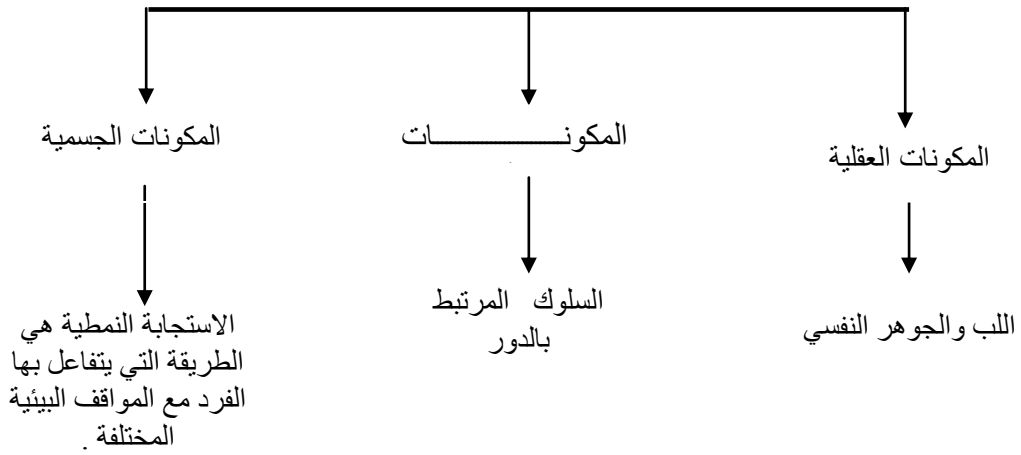 المكونات العقلية
المكونـــــــــــات
المكونات الجسمية
اللب والجوهر النفسي
السلوك المرتبط
بالدور
الاستجابة النمطية هي
الطريقة التي يتفاعل بها
الفرد مع المواقف البيئية
المختلفة .